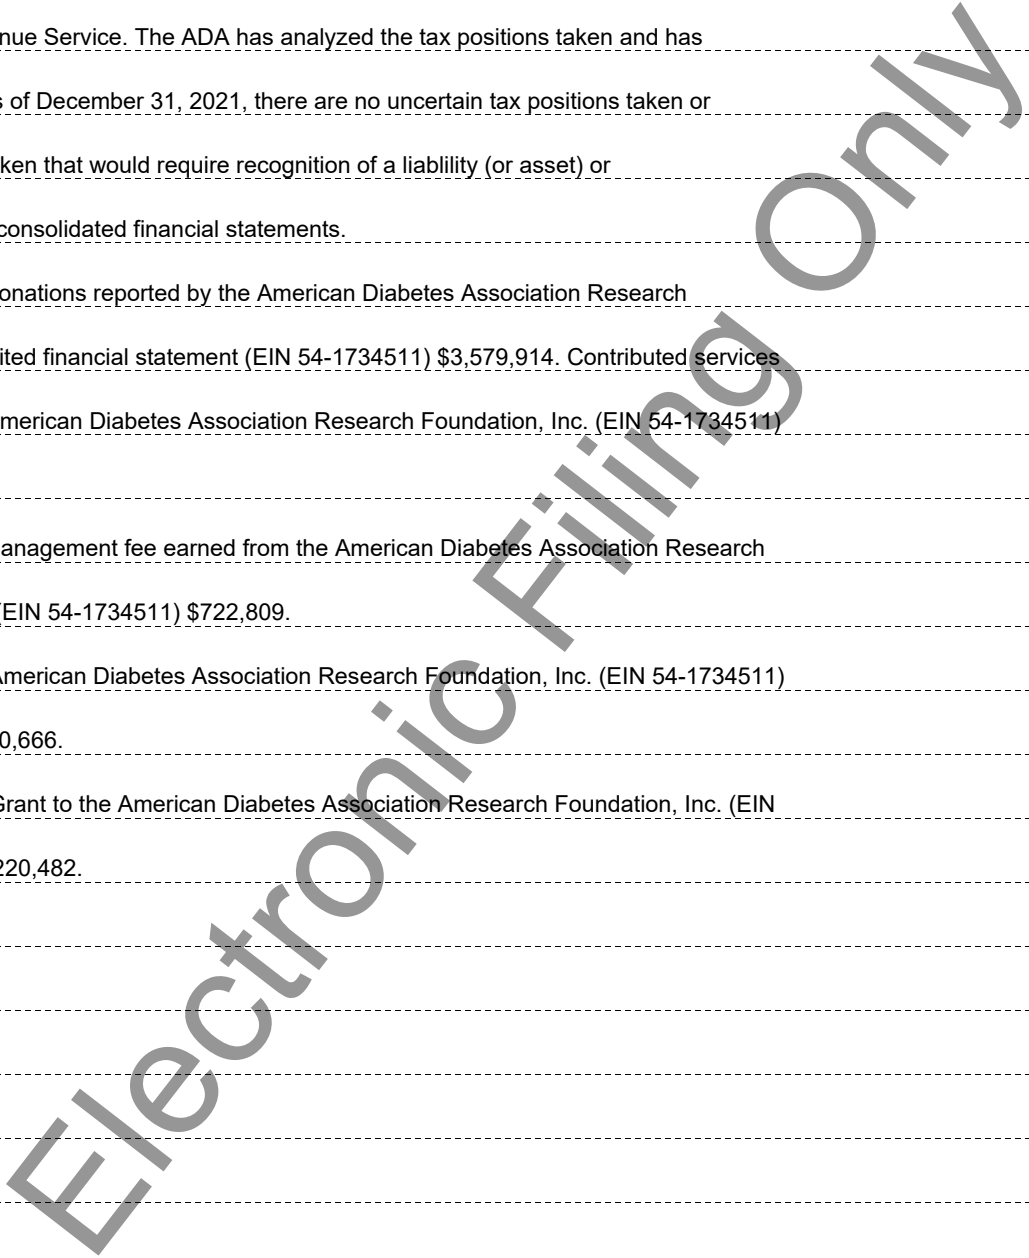 nue Service. The ADA has analyzed the tax positions taken and has
s of December 31, 2021, there are no uncertain tax positions taken or
ken that would require recognition of a liablility (or asset) or
consolidated financial statements.
onations reported by the American Diabetes Association Research
ited financial statement (EIN 54-1734511) $3,579,914. Contributed services
merican Diabetes Association Research Foundation, Inc. (EIN 54-1734511)
anagement fee earned from the American Diabetes Association Research
(EIN 54-1734511) $722,809.
American Diabetes Association Research Foundation, Inc. (EIN 54-1734511)
0,666.
Grant to the American Diabetes Association Research Foundation, Inc. (EIN
220,482.
Electronic Filing Only